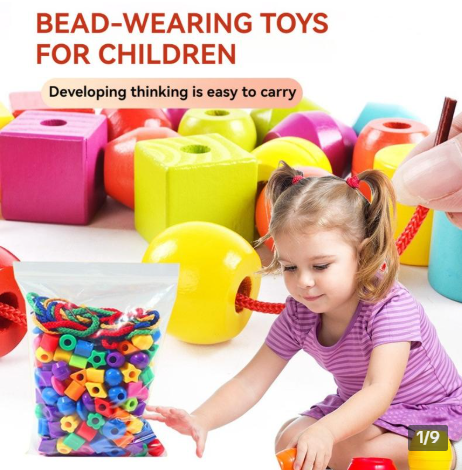 BEAD-WEARING TOYS
FOR CHILDREN
Developing thinking is easy to carry
1/9